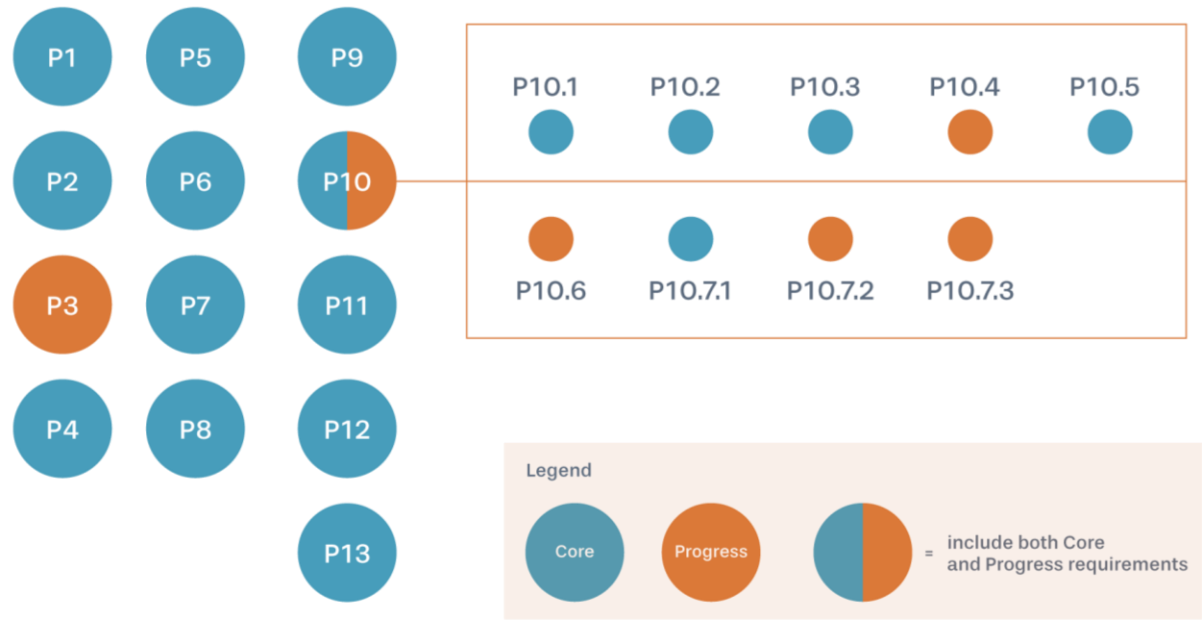 P1
P5
P9
P2
P6
P10
P3
P7
P11
P4
P8
P12
P13
P10.1
P10.2
P10.3
P10.4
P10.5
P10.6
P10.7.1
P10.7.2
P10.7.3
Legend
Core
Progress
= include both Core
and Progress requirements